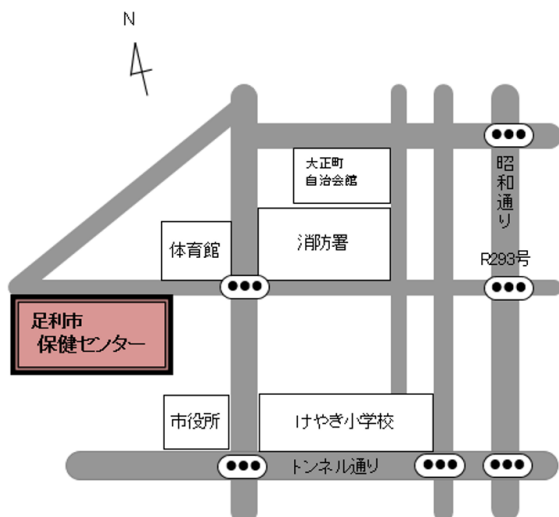 N
大正町
自治会館
昭和通り
体育館
消防署
R293号
足利市
保健センター
市役所
けやき小学校
トンネル通り